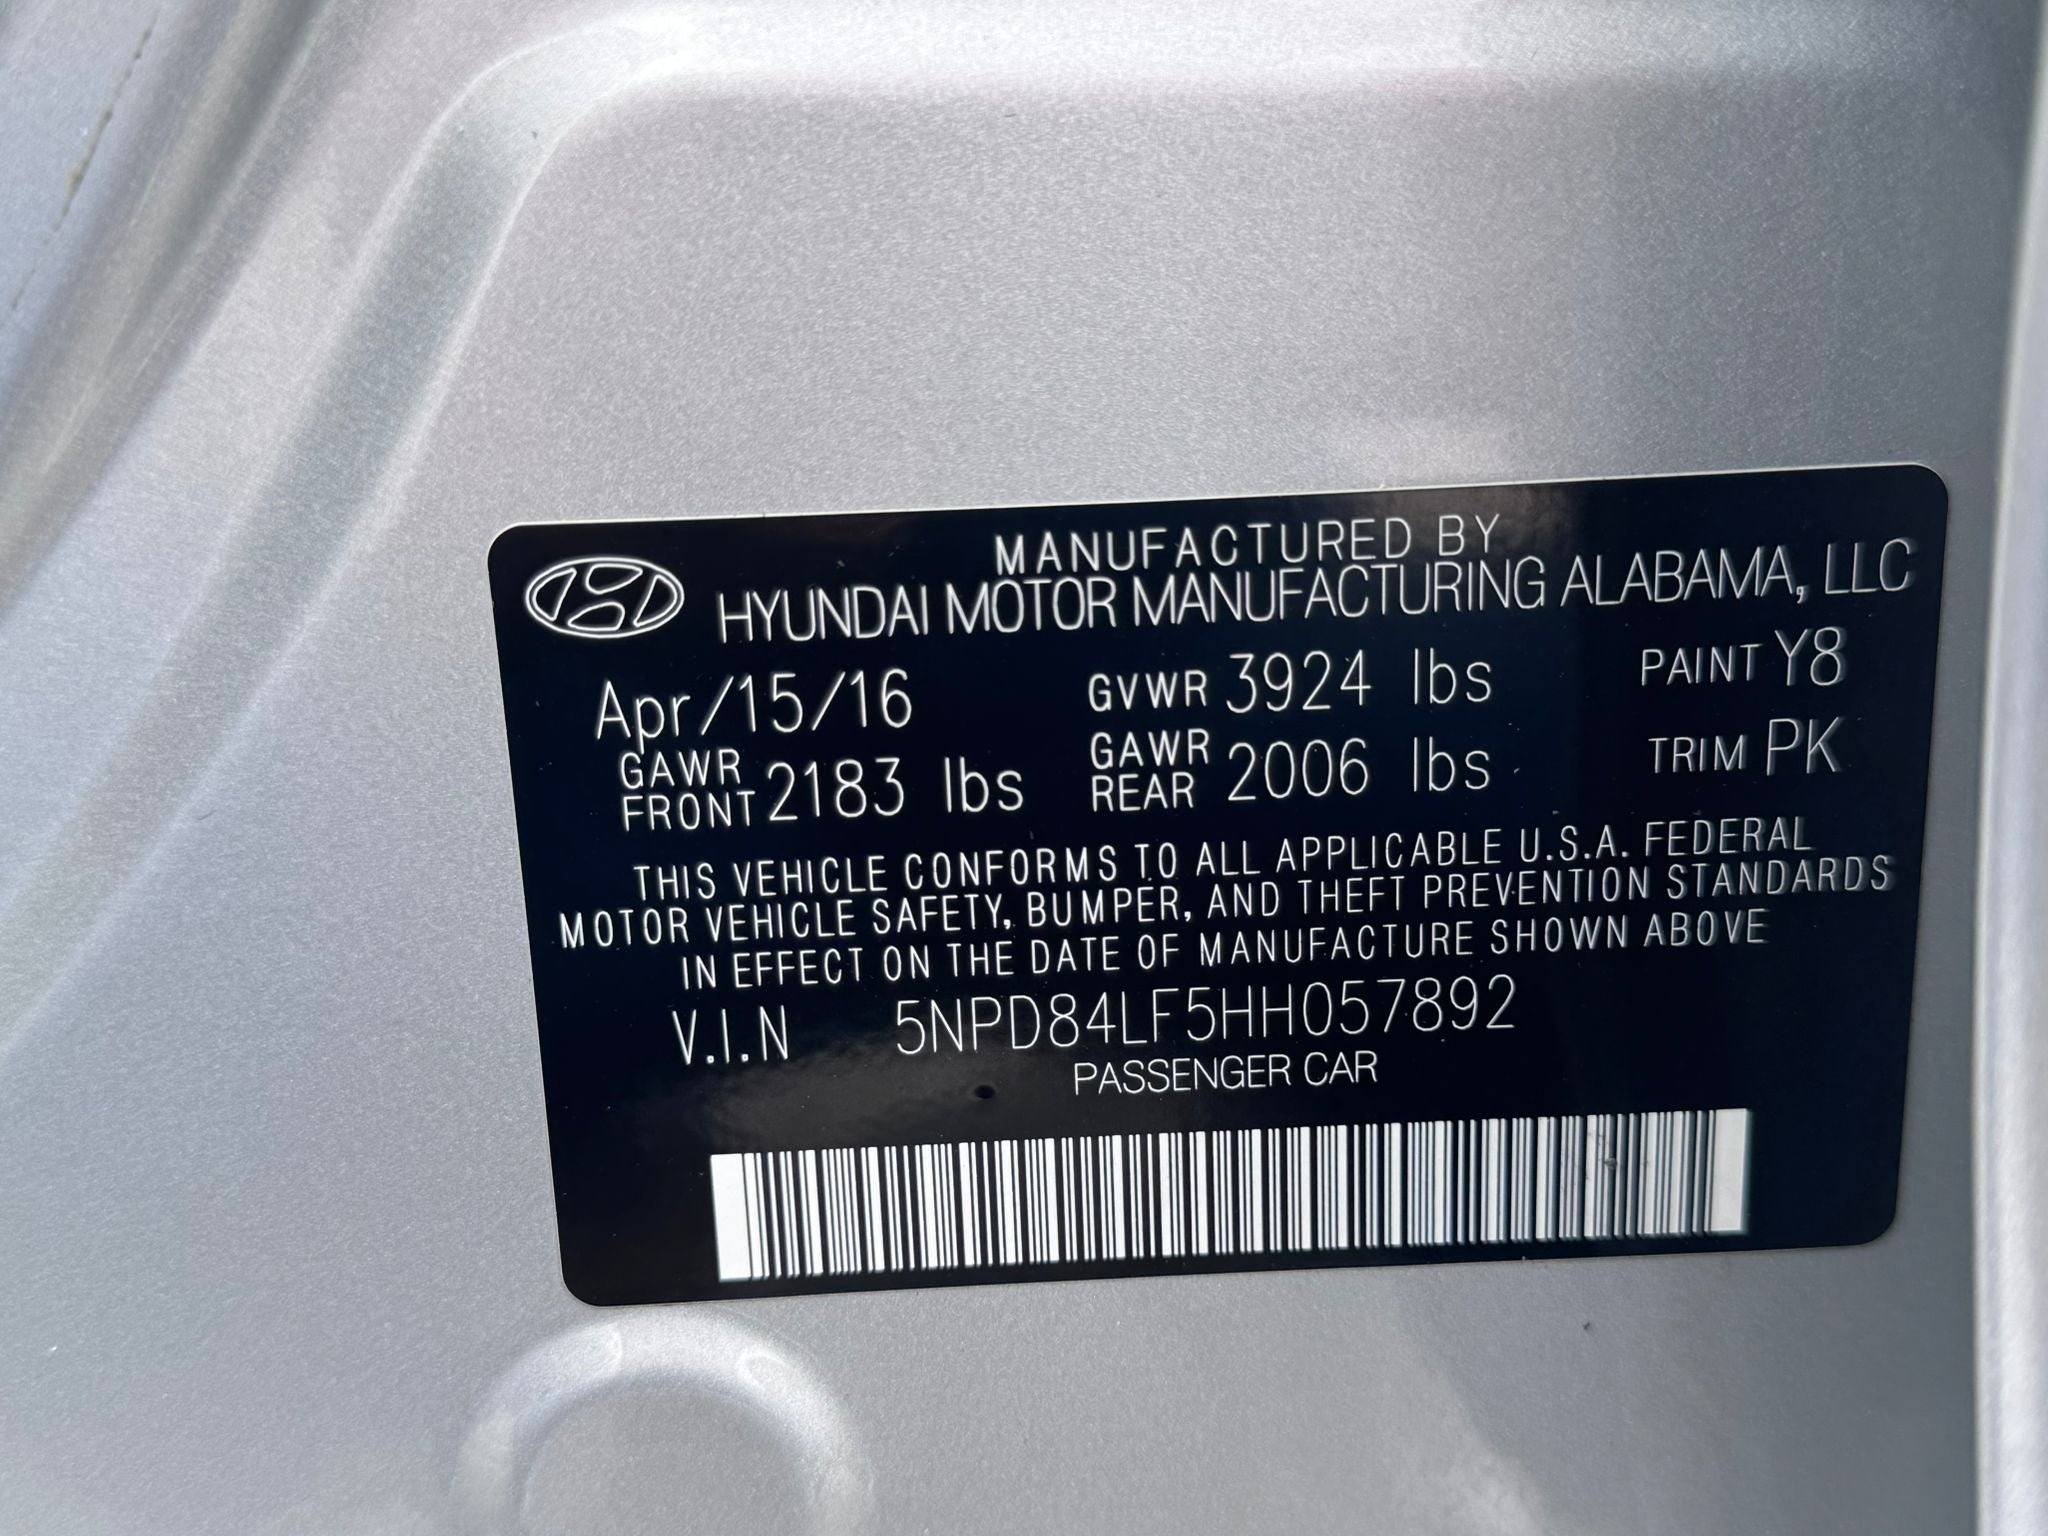 MANUFACTURED BY
HYUNDAI MOTOR MANUFACTURING ALABAMA, LLC
Apr/15/16 GVWR 3924 lbs PAINT Y8
GAWR FRONT 2183 lbs GAWR REAR 2006 lbs TRIM PK
THIS VEHICLE CONFORMS TO ALL APPLICABLE U.S.A. FEDERAL
MOTOR VEHICLE SAFETY, BUMPER, AND THEFT PREVENTION STANDARDS
IN EFFECT ON THE DATE OF MANUFACTURE SHOWN ABOVE
V.I.N 5NPD84LF5HH057892
PASSENGER CAR